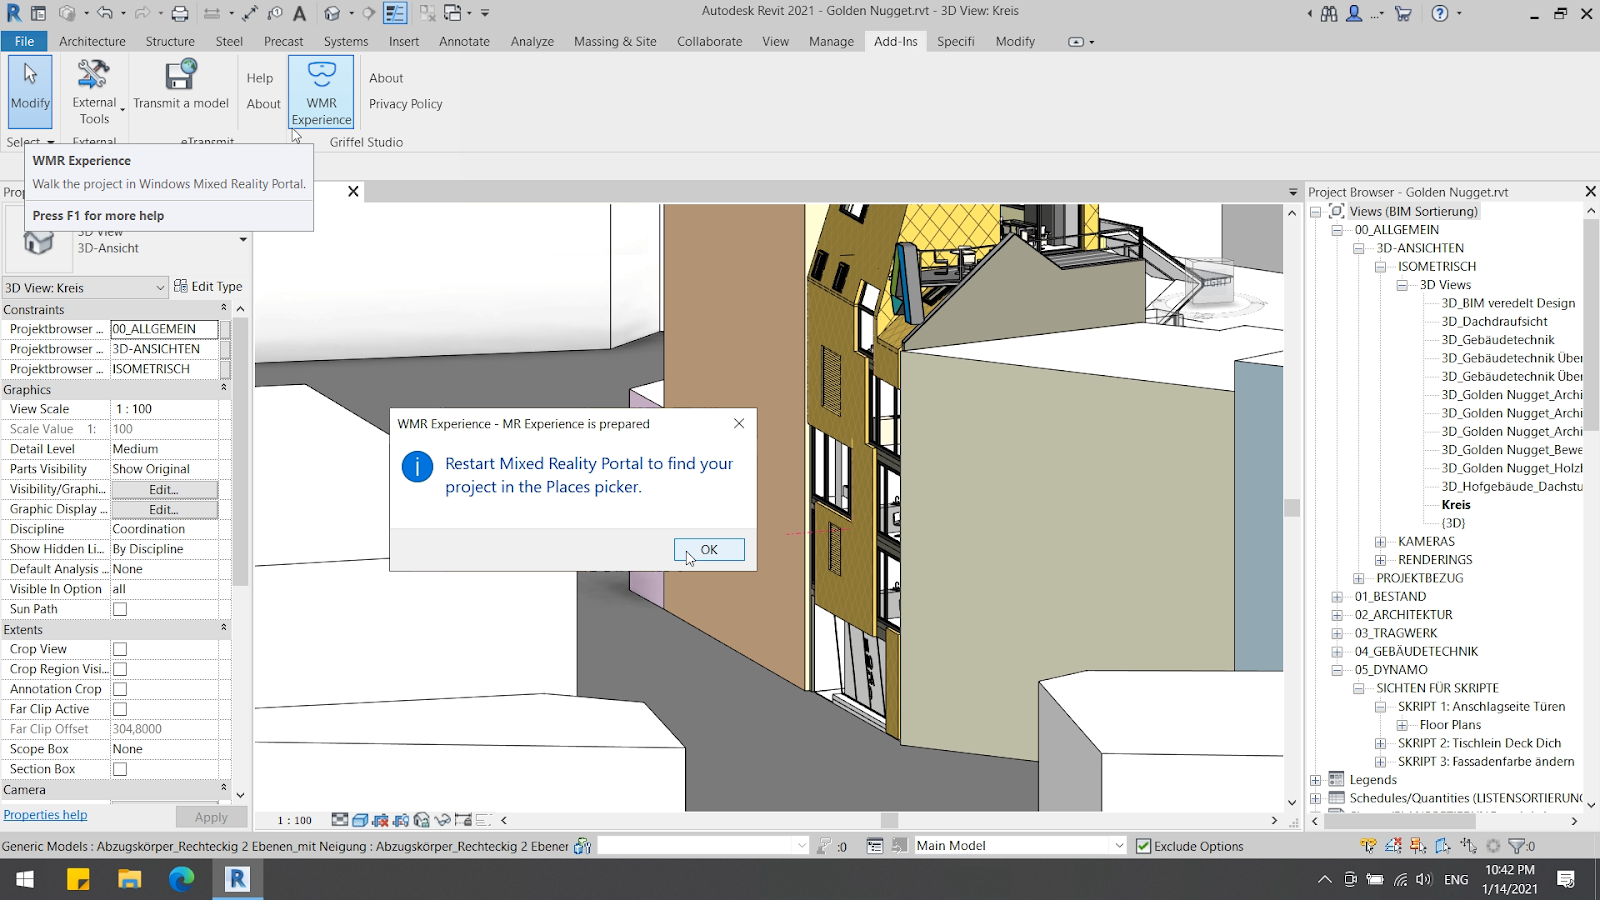 Autodesk Revit 2021 - Golden Nugget.rvt - 3D View: Kreis
File
Architecture
Structure
Steel
Precast
Systems
Insert
Annotate
Analyze
Massing & Site
Collaborate
View
Manage
Add-Ins
Specifi
Modify
Modify
External
Tools
Transmit a model
Help
About
WMR
Experience
About
Privacy Policy
Select
External
eTransmit
Griffel Studio
WMR Experience
Walk the project in Windows Mixed Reality Portal.
Press F1 for more help
3D View
3D-Ansicht
3D View: Kreis
Edit Type
Constraints
Projektbrowser ... 00_ALLGEMEIN
Projektbrowser ... 3D-ANSICHTEN
Projektbrowser ... ISOMETRISCH
Graphics
View Scale 1 : 100
Scale Value 1: 100
Detail Level Medium
Parts Visibility Show Original
Visibility/Graphi... Edit...
Graphic Display ... Edit...
Discipline Coordination
Show Hidden Li... By Discipline
Default Analysis ... None
Visible In Option all
Sun Path
Extents
Crop View
Crop Region Visi...
Annotation Crop
Far Clip Active
Far Clip Offset 304,8000
Scope Box None
Section Box
Camera
Properties help
Apply
WMR Experience - MR Experience is prepared
Restart Mixed Reality Portal to find your
project in the Places picker.
OK
1 : 100
Project Browser - Golden Nugget.rvt
Views (BIM Sortierung)
00_ALLGEMEIN
3D-ANSICHTEN
ISOMETRISCH
3D Views
3D_BIM veredelt Design
3D_Dachdraufsicht
3D_Gebäudetechnik
3D_Gebäudetechnik Über
3D_Gebäudetechnik Über
3D_Golden Nugget_Archi
3D_Golden Nugget_Archi
3D_Golden Nugget_Archi
3D_Golden Nugget_Bewe
3D_Golden Nugget_Holzl
3D_Hofgebäude_Dachstu
Kreis
{3D}
KAMERAS
RENDERINGS
PROJEKTBEZUG
01_BESTAND
02_ARCHITEKTUR
03_TRAGWERK
04_GEBÄUDETECHNIK
05_DYNAMO
SICHTEN FÜR SKRIPTE
SKRIPT 1: Anschlagseite Türen
Floor Plans
SKRIPT 2: Tischlein Deck Dich
SKRIPT 3: Fassadenfarbe ändern
Legends
Schedules/Quantities (LISTENSORTIERUNG
Generic Models : Abzugskörper_Rechteckig 2 Ebenen_mit Neigung : Abzugskörper_Rechteckig 2 Ebener
:0
Main Model
Exclude Options
:0
ENG
10:42 PM
1/14/2021